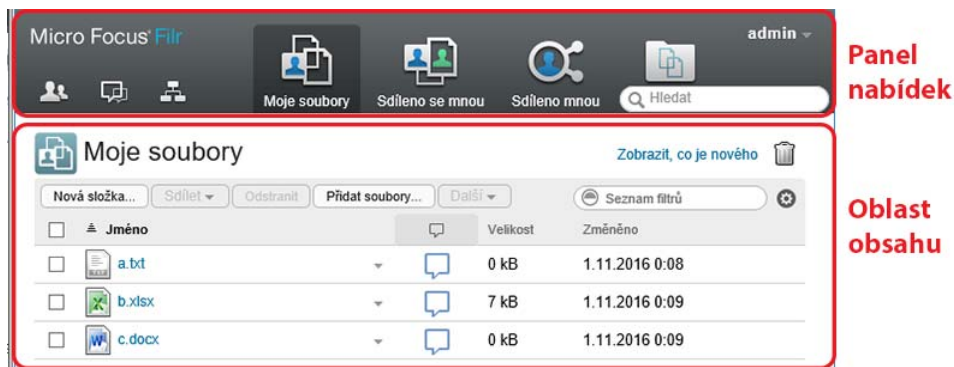 Micro Focus® Filr
admin
Moje soubory
Sdíleno se mnou
Sdíleno mnou
Hledat
Panel
nabídek
Moje soubory
Zobrazit, co je nového
Nová složka... Sdílet Odstranit Přidat soubory... Další Seznam filtrů
Jméno Velikost Změněno
a.txt 0 kB 1.11.2016 0:08
b.xlsx 7 kB 1.11.2016 0:09
c.docx 0 kB 1.11.2016 0:09
Oblast
obsahu